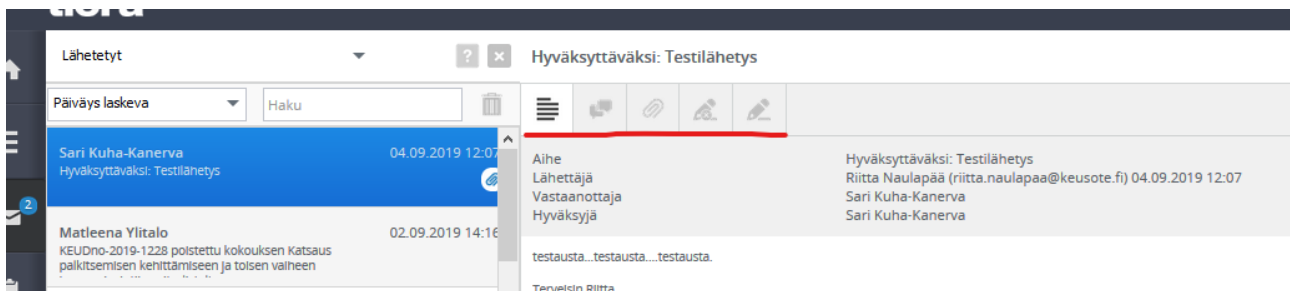 Lähetetyt
?
Hyväksyttäväksi: Testilähetys
Päiväys laskeva
Haku
Sari Kuha-Kanerva 04.09.2019 12:07
Hyväksyttäväksi: Testilähetys
2
Matleena Ylitalo 02.09.2019 14:16
KEUDno-2019-1228 poistettu kokouksen Katsaus
palkitsemisen kehittämiseen ja toisen vaiheen
Aihe Hyväksyttäväksi: Testilähetys
Lähettäjä Riitta Naulapää (riitta.naulapaa@keusote.fi) 04.09.2019 12:07
Vastaanottaja Sari Kuha-Kanerva
Hyväksyjä Sari Kuha-Kanerva
testausta...testausta....testausta.
Terveisin Riitta